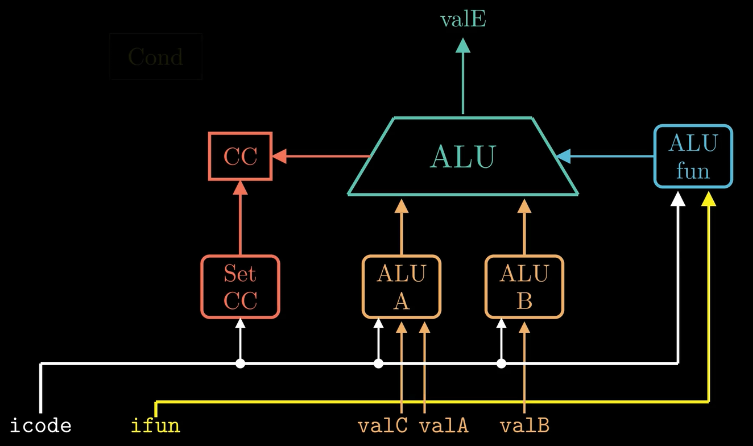 valE
Cond
CC
ALU
ALU
fun
Set
CC
ALU
A
ALU
B
icode
ifun
valC
valA
valB